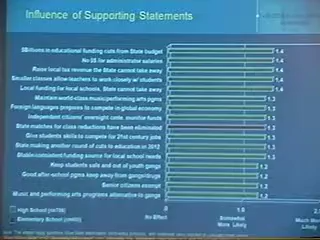 Influence of Supporting Statements
$Billions in educational funding cuts from State budget
No $$ for administrator salaries
Raise local tax revenue the State cannot take away
Smaller classes allow teachers to work closely w/ students
Local funding for local schools, State cannot take away
Maintain world-class music/performing arts pgms
Foreign languages prepares to compete in global economy
Independent citizens' oversight cmte. monitor funds
State matches for class reductions have been eliminated
Give students skills to compete for 21st century jobs
State making another round of cuts to education in 2012
Stable/consistent funding source for local school needs
Keep students safe and out of youth gangs
Good after-school pgms keep away from gangs/drugs
Senior citizens exempt
Music and performing arts programs alternative to gangs
1.4
1.4
1.4
1.4
1.4
1.3
1.3
1.3
1.3
1.3
1.3
1.3
1.2
1.2
1.2
1.2
0
1.0
No Effect
Somewhat More Likely
Much More Likely
High School
Elementary School